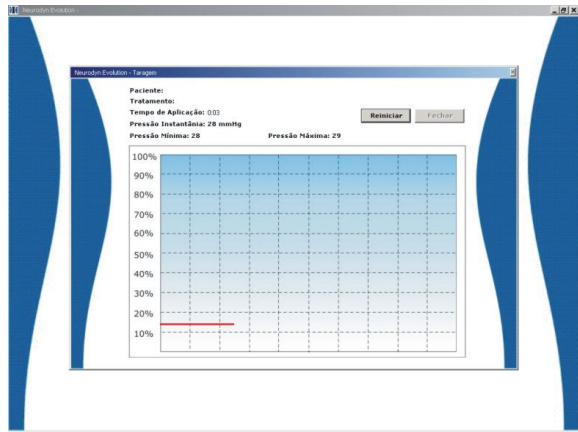 Neurodyn Evolution -
Neurodyn Evolution - Taragem
Paciente:
Tratamento:
Tempo de Aplicação: 0:03
Pressão Instantânia: 28 mmHg
Pressão Mínima: 28 Pressão Máxima: 29
Reiniciar Fechar
100%
90%
80%
70%
60%
50%
40%
30%
20%
10%